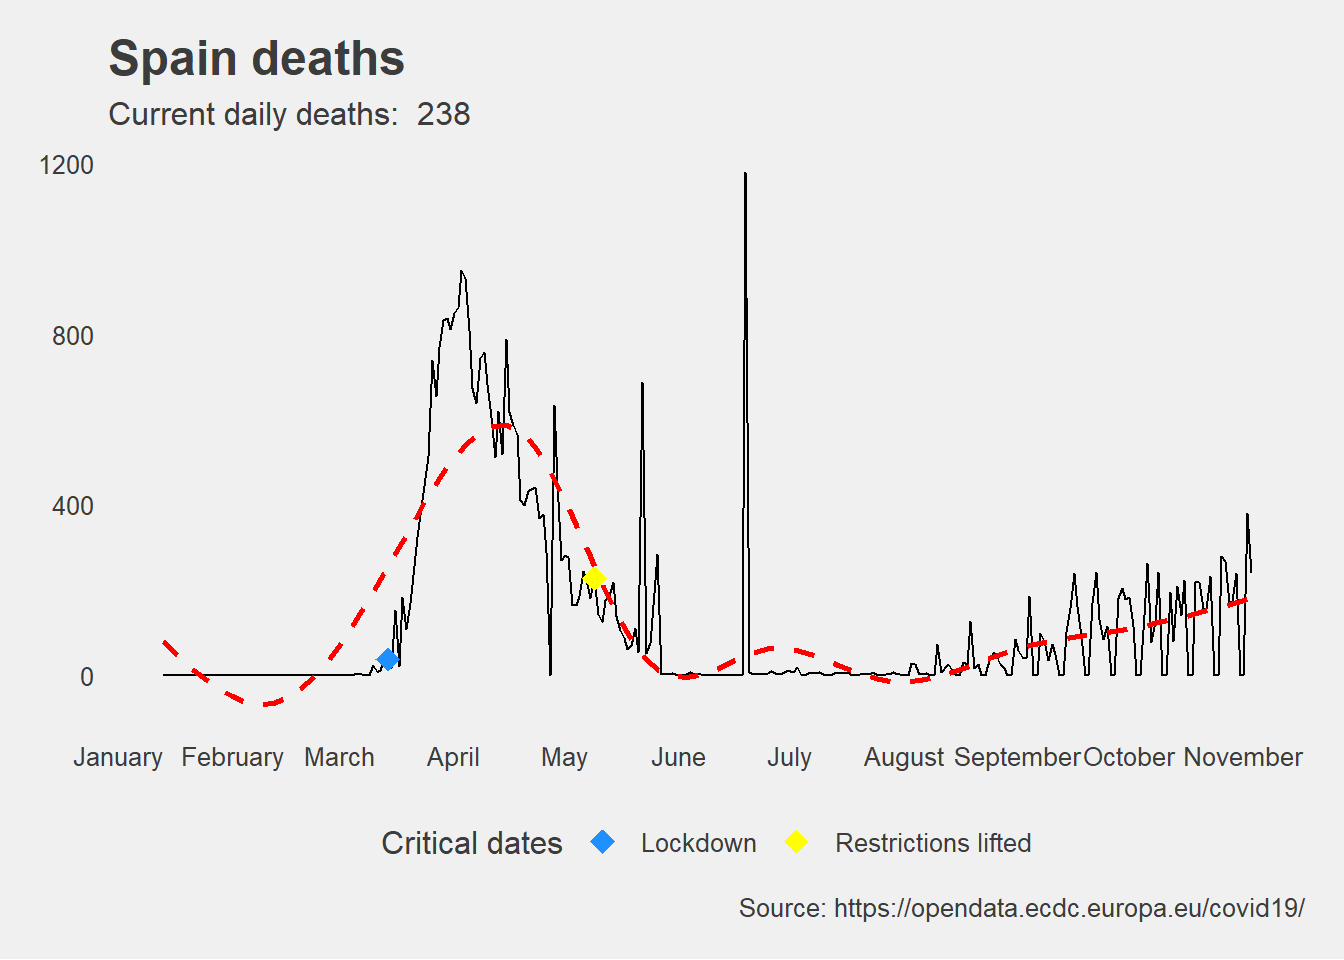 Spain deaths
Current daily deaths:  238
1200
800
400
0
January February March April May June July August September October November
Critical dates Lockdown Restrictions lifted
Source: https://opendata.ecdc.europa.eu/covid19/